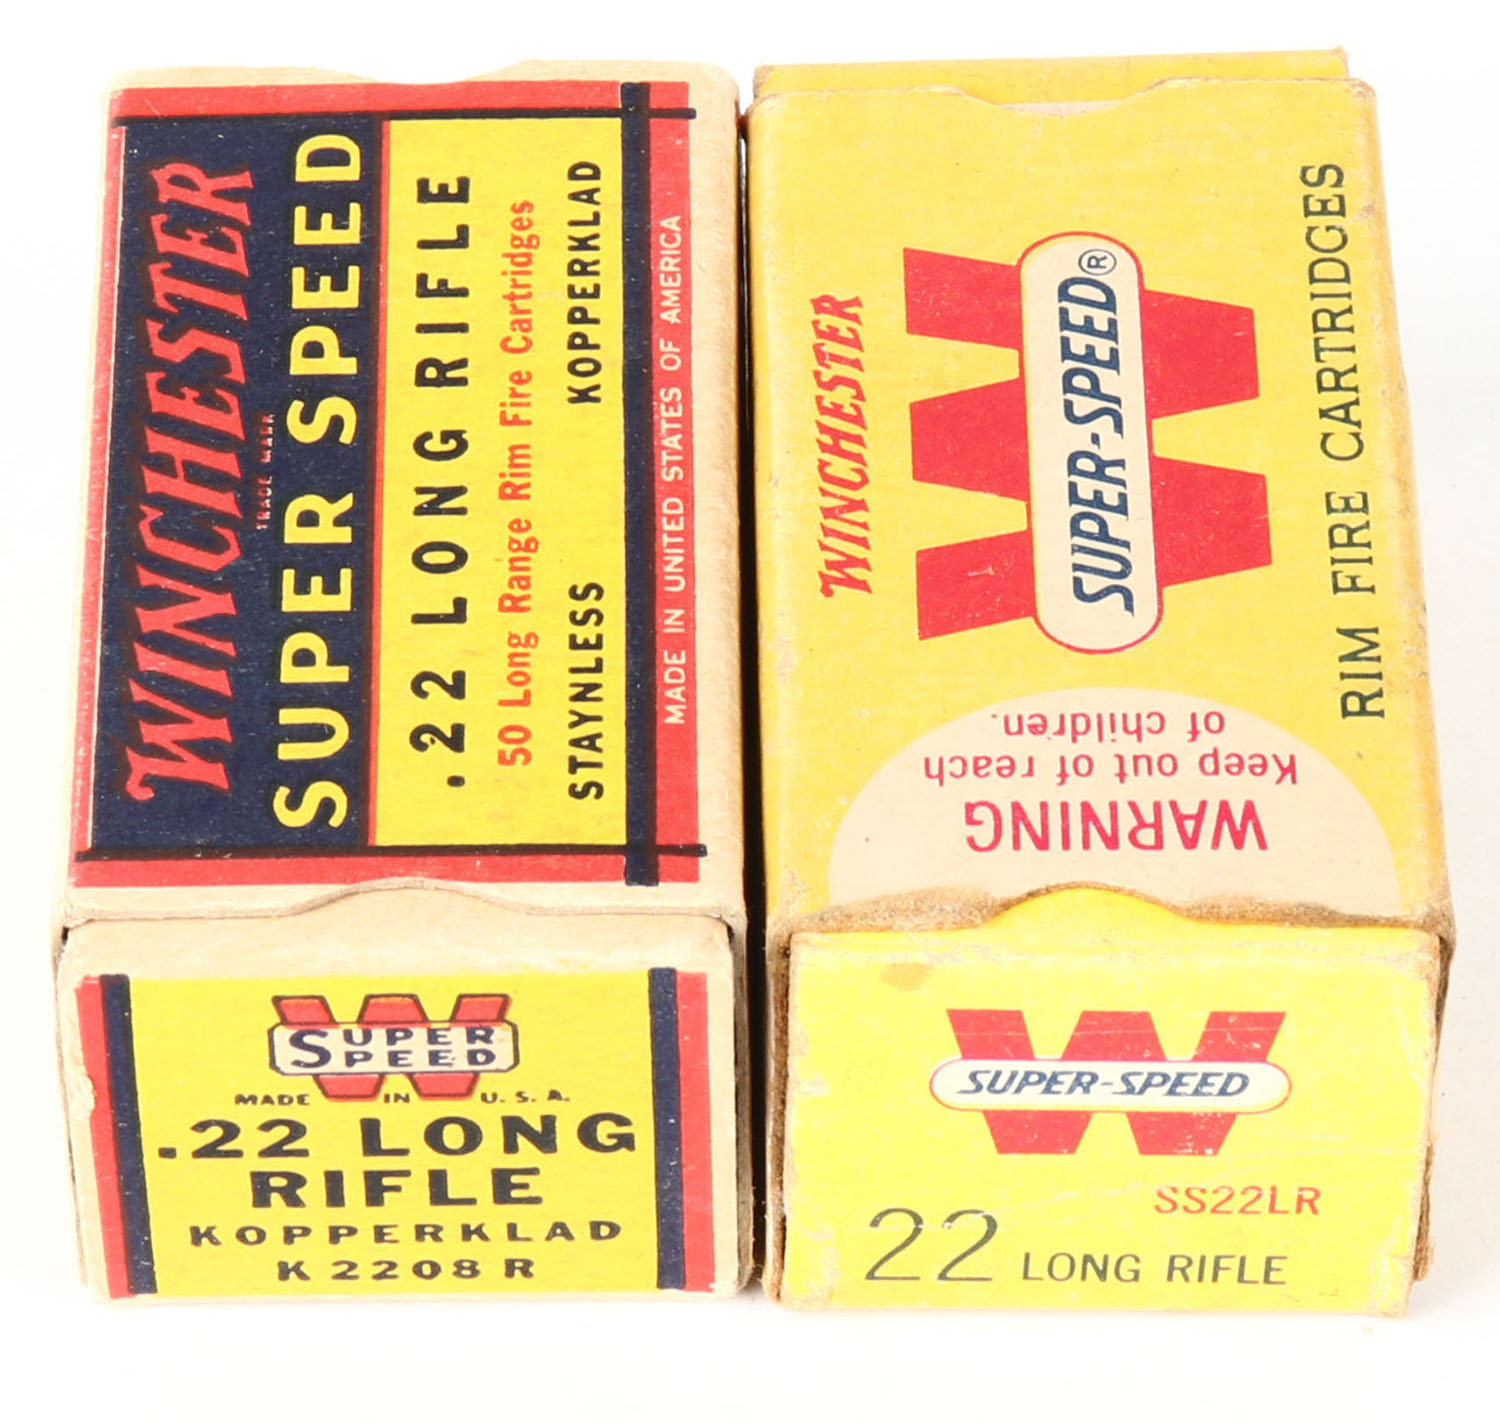 WINCHESTER
TRADE MARK
SUPER SPEED
.22 LONG RIFLE
50 Long Range Rim Fire Cartridges
STAYNLESS KOPPERKLAD
MADE IN UNITED STATES OF AMERICA
SUPER
SPEED
W
MADE IN U. S. A.
.22 LONG
RIFLE
KOPPERKLAD
K2208R
WINCHESTER
W
SUPER-SPEED®
RIM FIRE CARTRIDGES
WARNING
Keep out of reach
of children.
W
SUPER-SPEED
SS22LR
22 LONG RIFLE